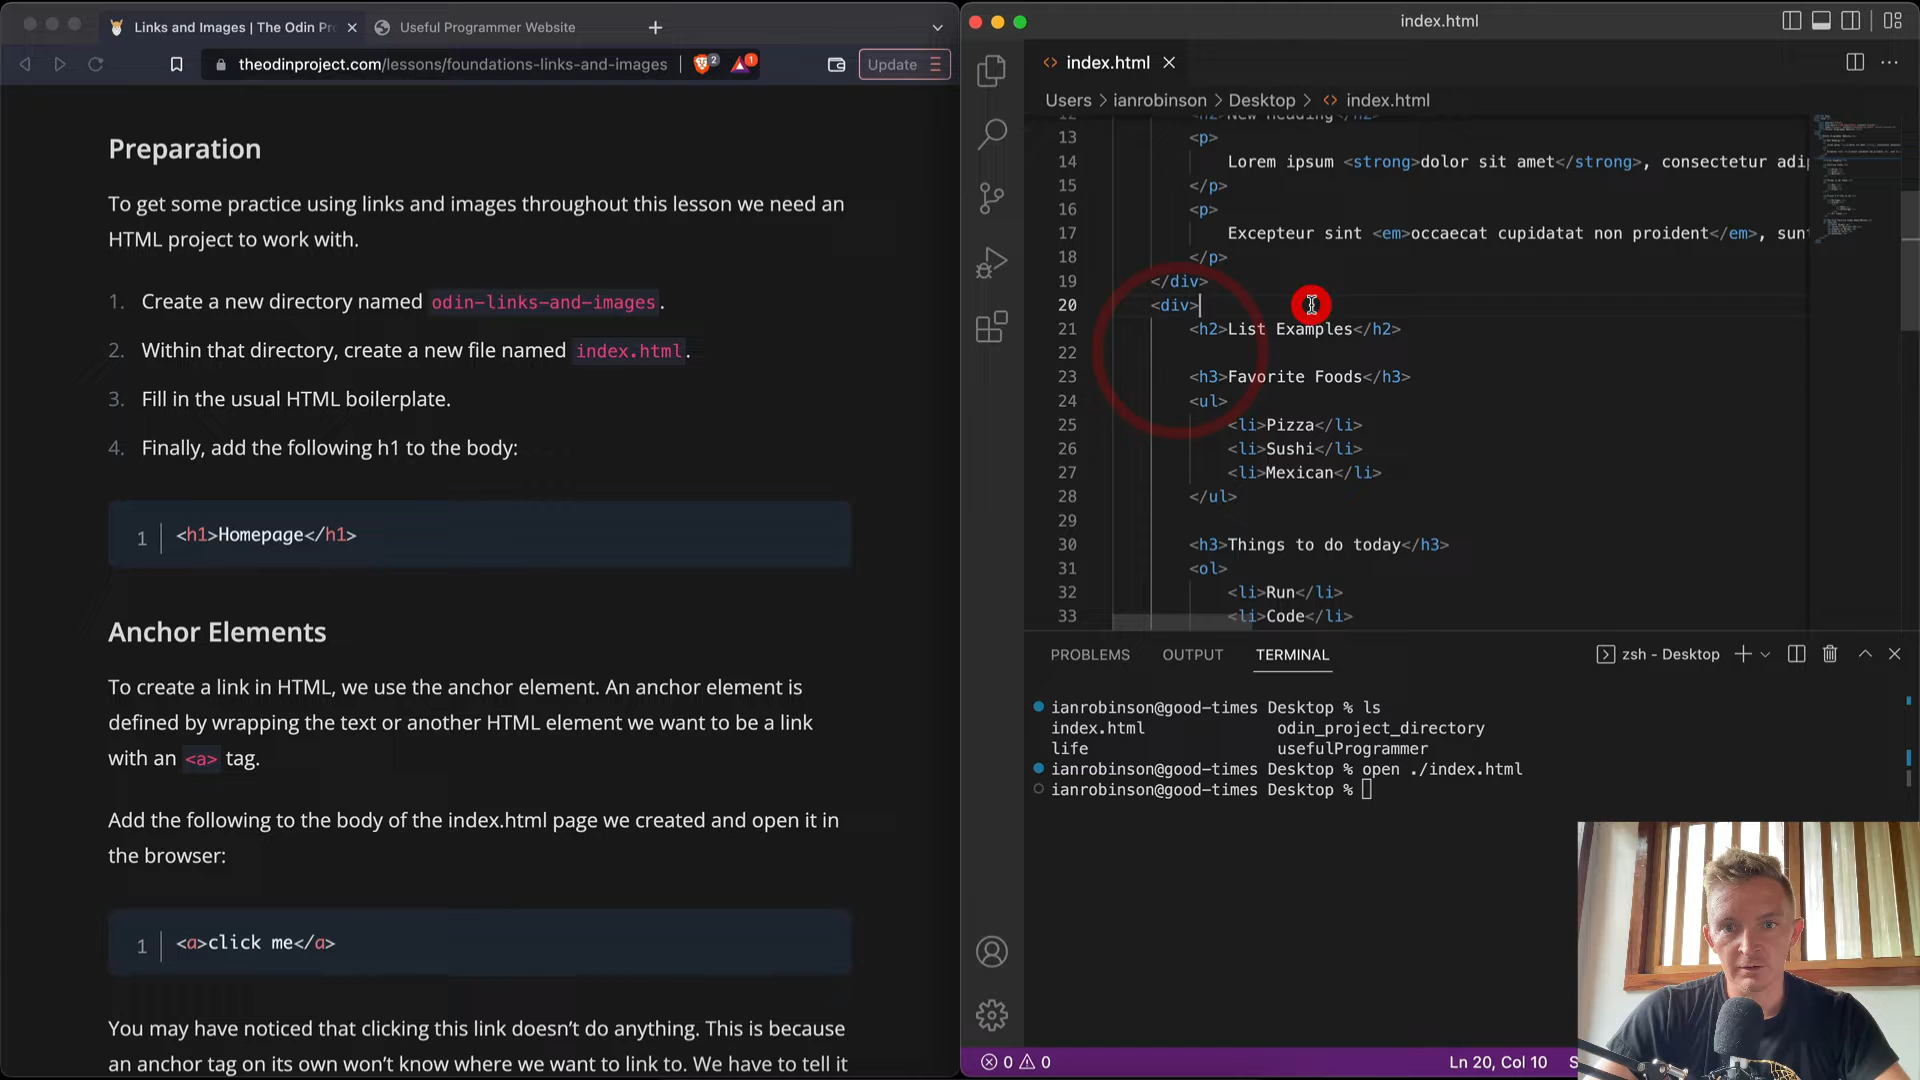 Links and Images | The Odin Pr
Useful Programmer Website
theodinproject.com/lessons/foundations-links-and-images
2
1
Update
Preparation
To get some practice using links and images throughout this lesson we need an
HTML project to work with.
1. Create a new directory named odin-links-and-images.
2. Within that directory, create a new file named index.html.
3. Fill in the usual HTML boilerplate.
4. Finally, add the following h1 to the body:
1 <h1>Homepage</h1>
Anchor Elements
To create a link in HTML, we use the anchor element. An anchor element is
defined by wrapping the text or another HTML element we want to be a link
with an <a> tag.
Add the following to the body of the index.html page we created and open it in
the browser:
1 <a>click me</a>
You may have noticed that clicking this link doesn’t do anything. This is because
an anchor tag on its own won’t know where we want to link to. We have to tell it
index.html
index.html
Users > ianrobinson > Desktop > index.html
12 <h2>New Heading</h2>
13 <p>
14 Lorem ipsum <strong>dolor sit amet</strong>, consectetur adip
15 </p>
16 <p>
17 Excepteur sint <em>occaecat cupidatat non proident</em>, sunt
18 </p>
19 </div>
20 <div>
21 <h2>List Examples</h2>
22
23 <h3>Favorite Foods</h3>
24 <ul>
25 <li>Pizza</li>
26 <li>Sushi</li>
27 <li>Mexican</li>
28 </ul>
29
30 <h3>Things to do today</h3>
31 <ol>
32 <li>Run</li>
33 <li>Code</li>
PROBLEMS OUTPUT TERMINAL
zsh - Desktop
ianrobinson@good-times Desktop % ls
index.html odin_project_directory
life usefulProgrammer
ianrobinson@good-times Desktop % open ./index.html
ianrobinson@good-times Desktop %
0 0
Ln 20, Col 10 S